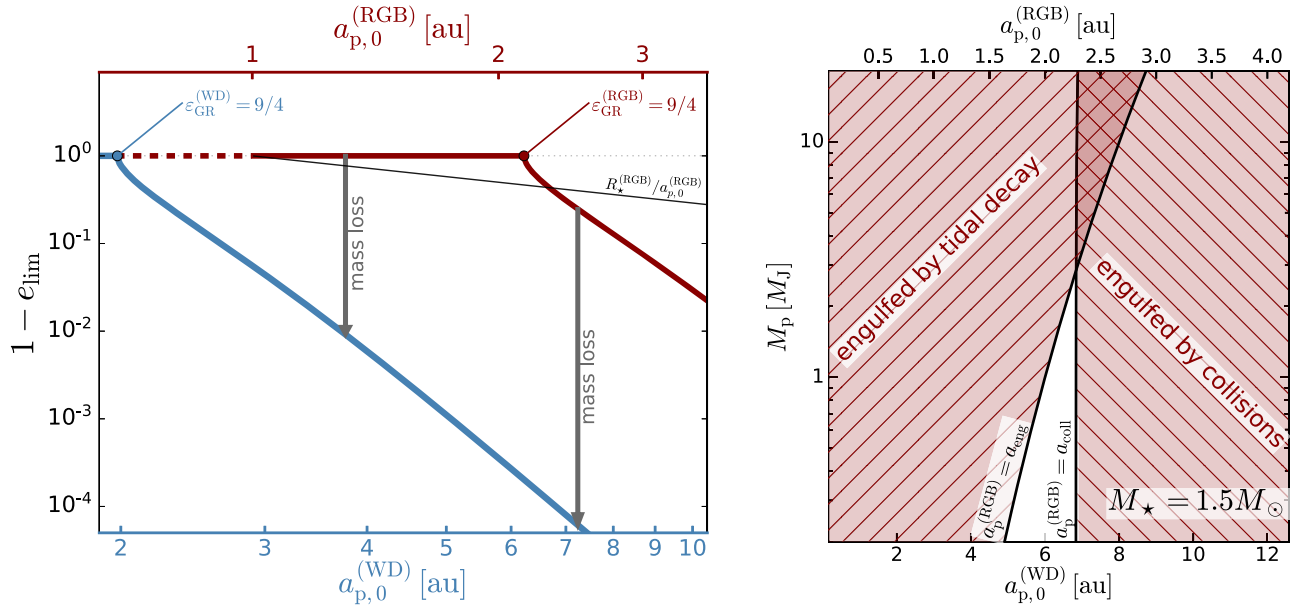 a_{p,0}^{(RGB)} [au]
1 2 3
ε_{GR}^{(WD)} = 9/4
ε_{GR}^{(RGB)} = 9/4
10^0
10^{-1}
10^{-2}
10^{-3}
10^{-4}
1 − e_{lim}
R_⋆^{(RGB)}/a_{p,0}^{(RGB)}
mass loss
mass loss
2 3 4 5 6 7 8 9 10
a_{p,0}^{(WD)} [au]
a_{p,0}^{(RGB)} [au]
0.5 1.0 1.5 2.0 2.5 3.0 3.5 4.0
10
1
M_p [M_J]
engulfed by tidal decay
engulfed by collisions
a_p^{(RGB)} = a_{eng}
a_p^{(RGB)} = a_{coll}
M_⋆ = 1.5M_⊙
2 4 6 8 10 12
a_{p,0}^{(WD)} [au]